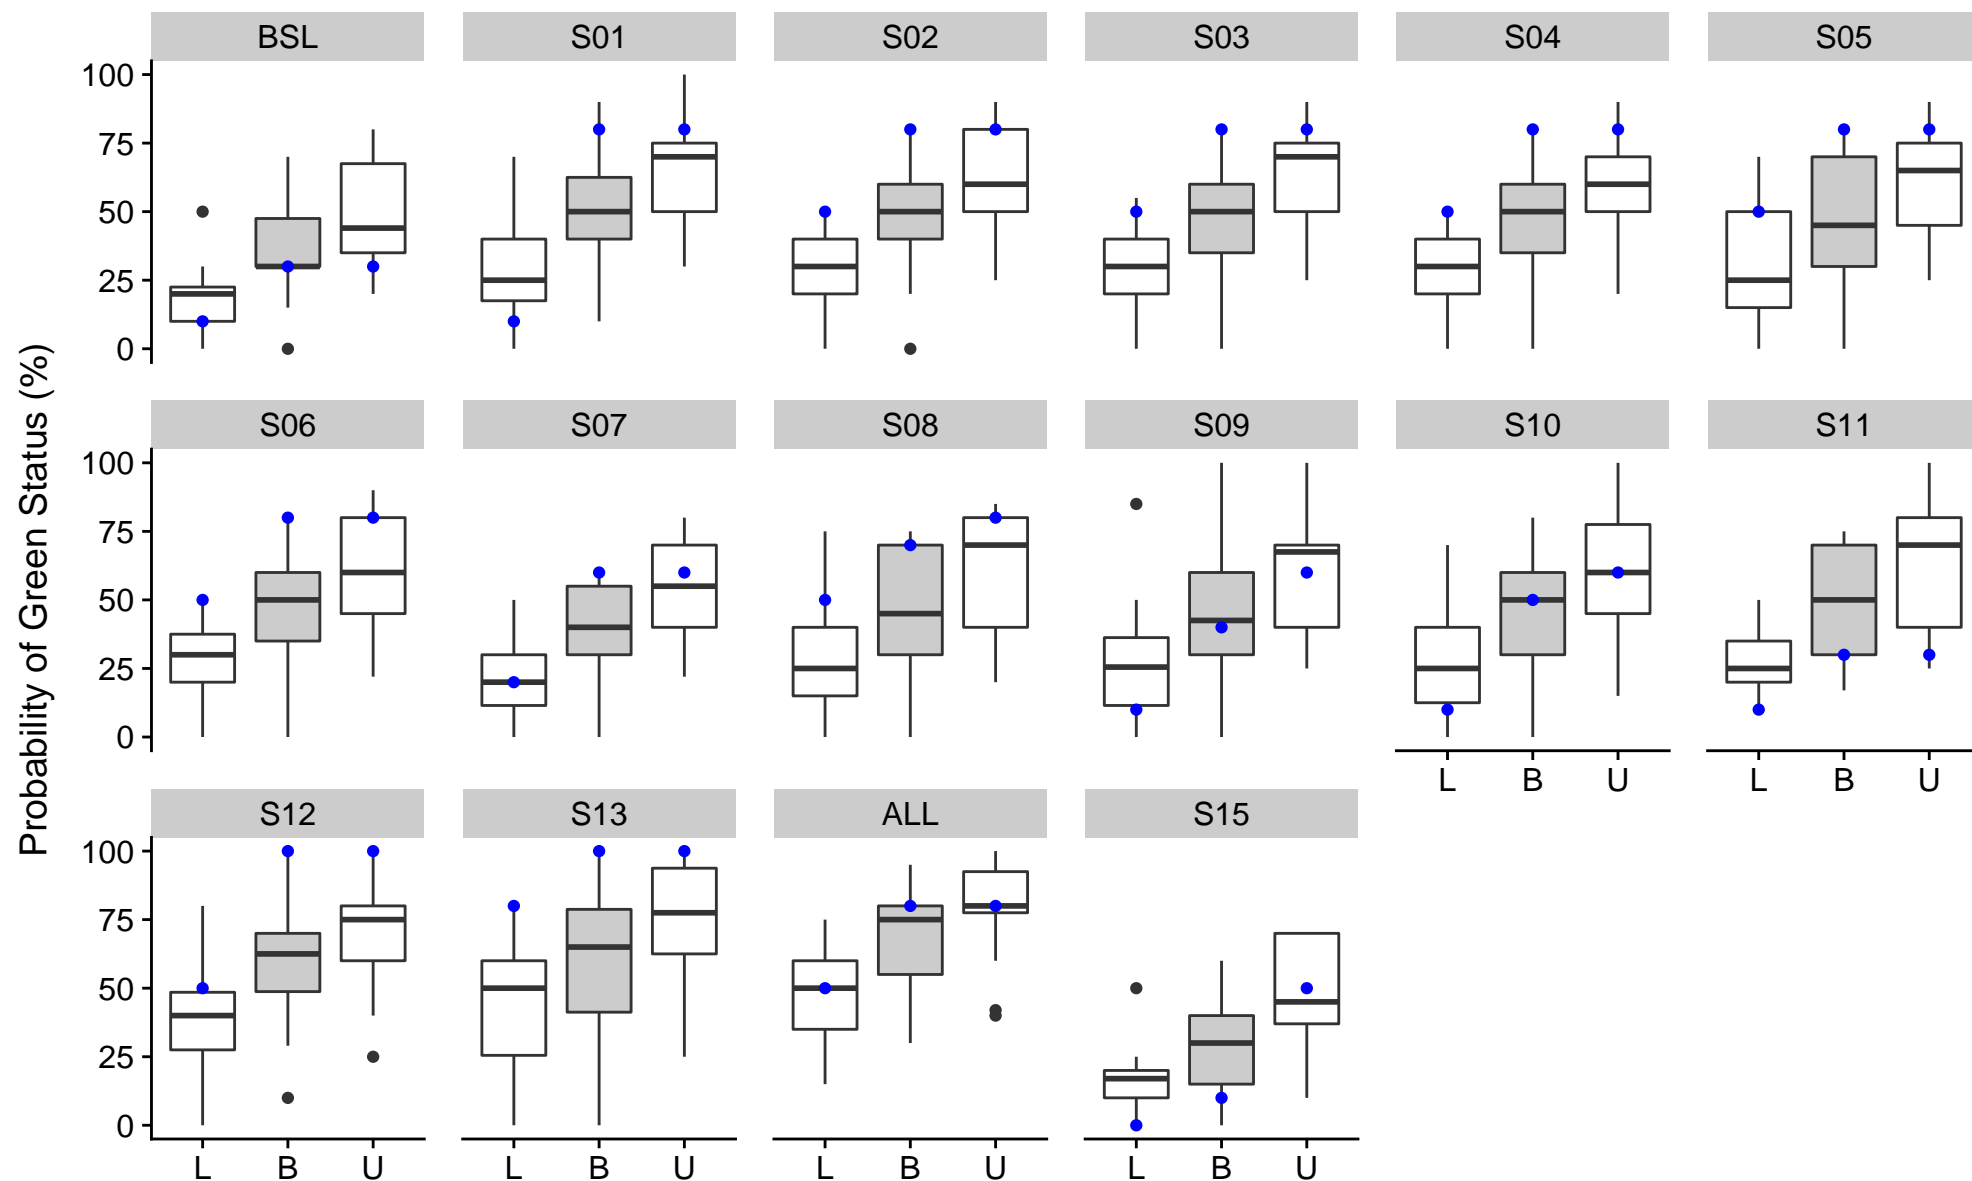 BSL S01 S02 S03 S04 S05
100
75
50
25
0
Probability of Green Status (%)
S06 S07 S08 S09 S10 S11
100
75
50
25
0
L B U L B U
S12 S13 ALL S15
100
75
50
25
0
L B U L B U L B U L B U